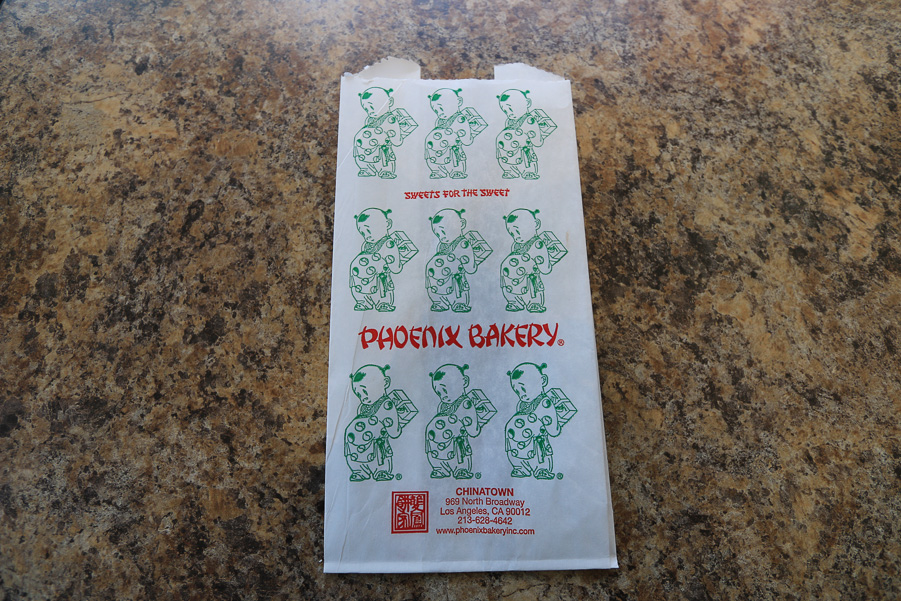 SWEETS FOR THE SWEET
PHOENIX BAKERY®
® ® ®
CHINATOWN
969 North Broadway
Los Angeles, CA 90012
213-628-4642
www.phoenixbakeryinc.com